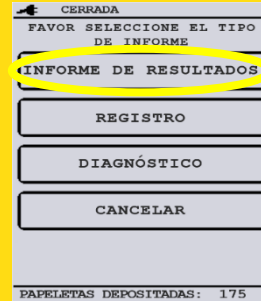 CERRADA
FAVOR SELECCIONE EL TIPO
DE INFORME
INFORME DE RESULTADOS
REGISTRO
DIAGNÓSTICO
CANCELAR
PAPELETAS DEPOSITADAS: 175